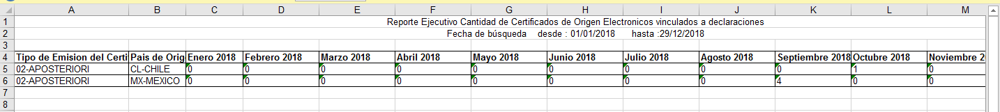 A B C D E F G H I J K L M
1 Reporte Ejecutivo Cantidad de Certificados de Origen Electronicos vinculados a declaraciones
2 Fecha de búsqueda desde : 01/01/2018 hasta :29/12/2018
3
4 Tipo de Emision del Certi Pais de Orig Enero 2018 Febrero 2018 Marzo 2018 Abril 2018 Mayo 2018 Junio 2018 Julio 2018 Agosto 2018 Septiembre 2018 Octubre 2018 Noviembre 2
5 02-APOSTERIORI CL-CHILE 0 0 0 0 0 0 0 0 0 1 0
6 02-APOSTERIORI MX-MEXICO 0 0 0 0 0 0 0 0 4 0 0
7
8